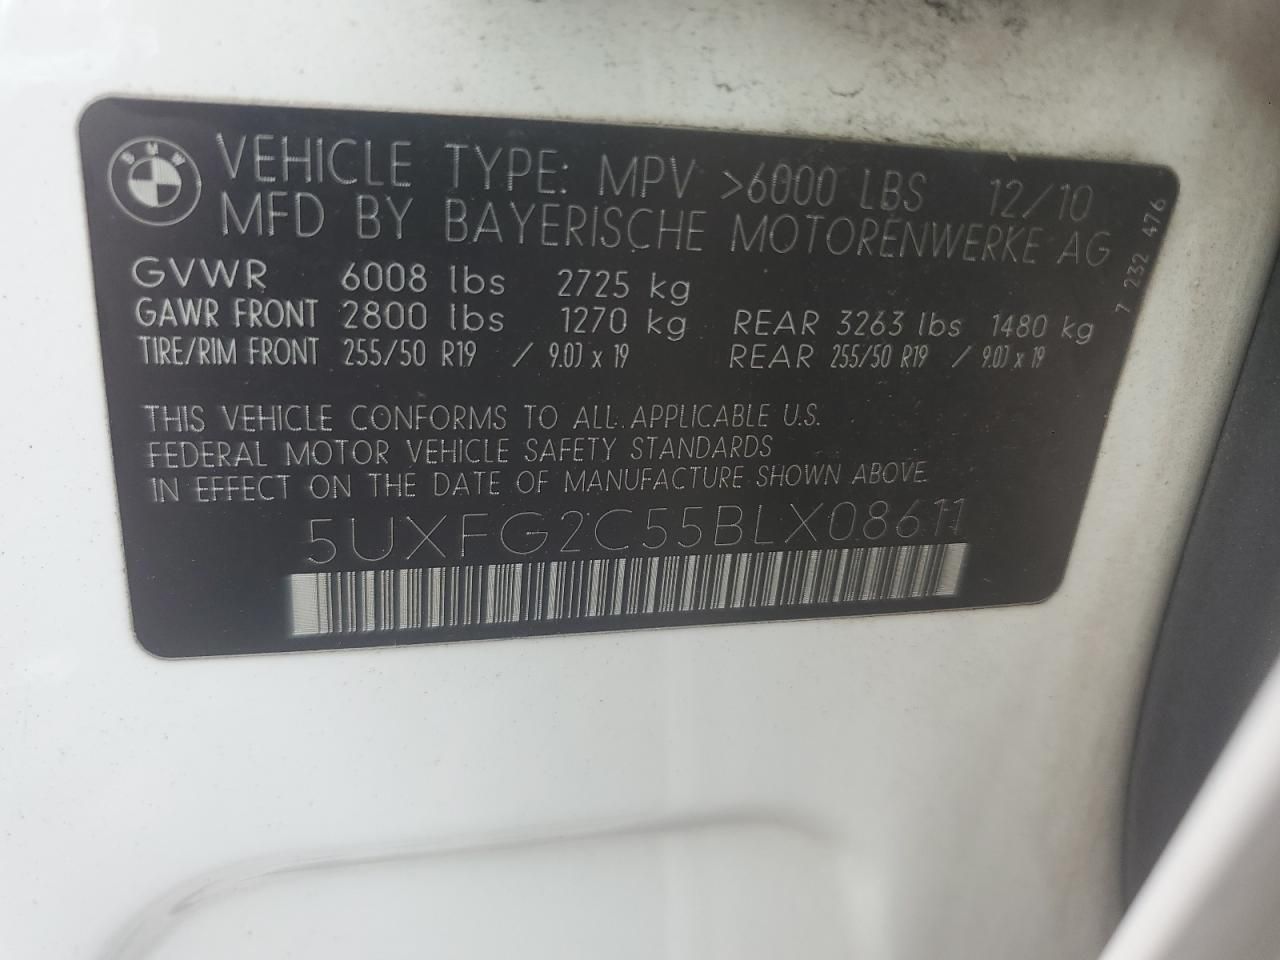 BMW
VEHICLE TYPE: MPV >6000 LBS 12/10
MFD BY BAYERISCHE MOTORENWERKE AG
GVWR 6008 lbs 2725 kg
GAWR FRONT 2800 lbs 1270 kg REAR 3263 lbs 1480 kg
TIRE/RIM FRONT 255/50 R19 / 9.0J x 19 REAR 255/50 R19 / 9.0J x 19
THIS VEHICLE CONFORMS TO ALL APPLICABLE U.S.
FEDERAL MOTOR VEHICLE SAFETY STANDARDS
IN EFFECT ON THE DATE OF MANUFACTURE SHOWN ABOVE.
5UXFG2C55BLX08611
7 232 476